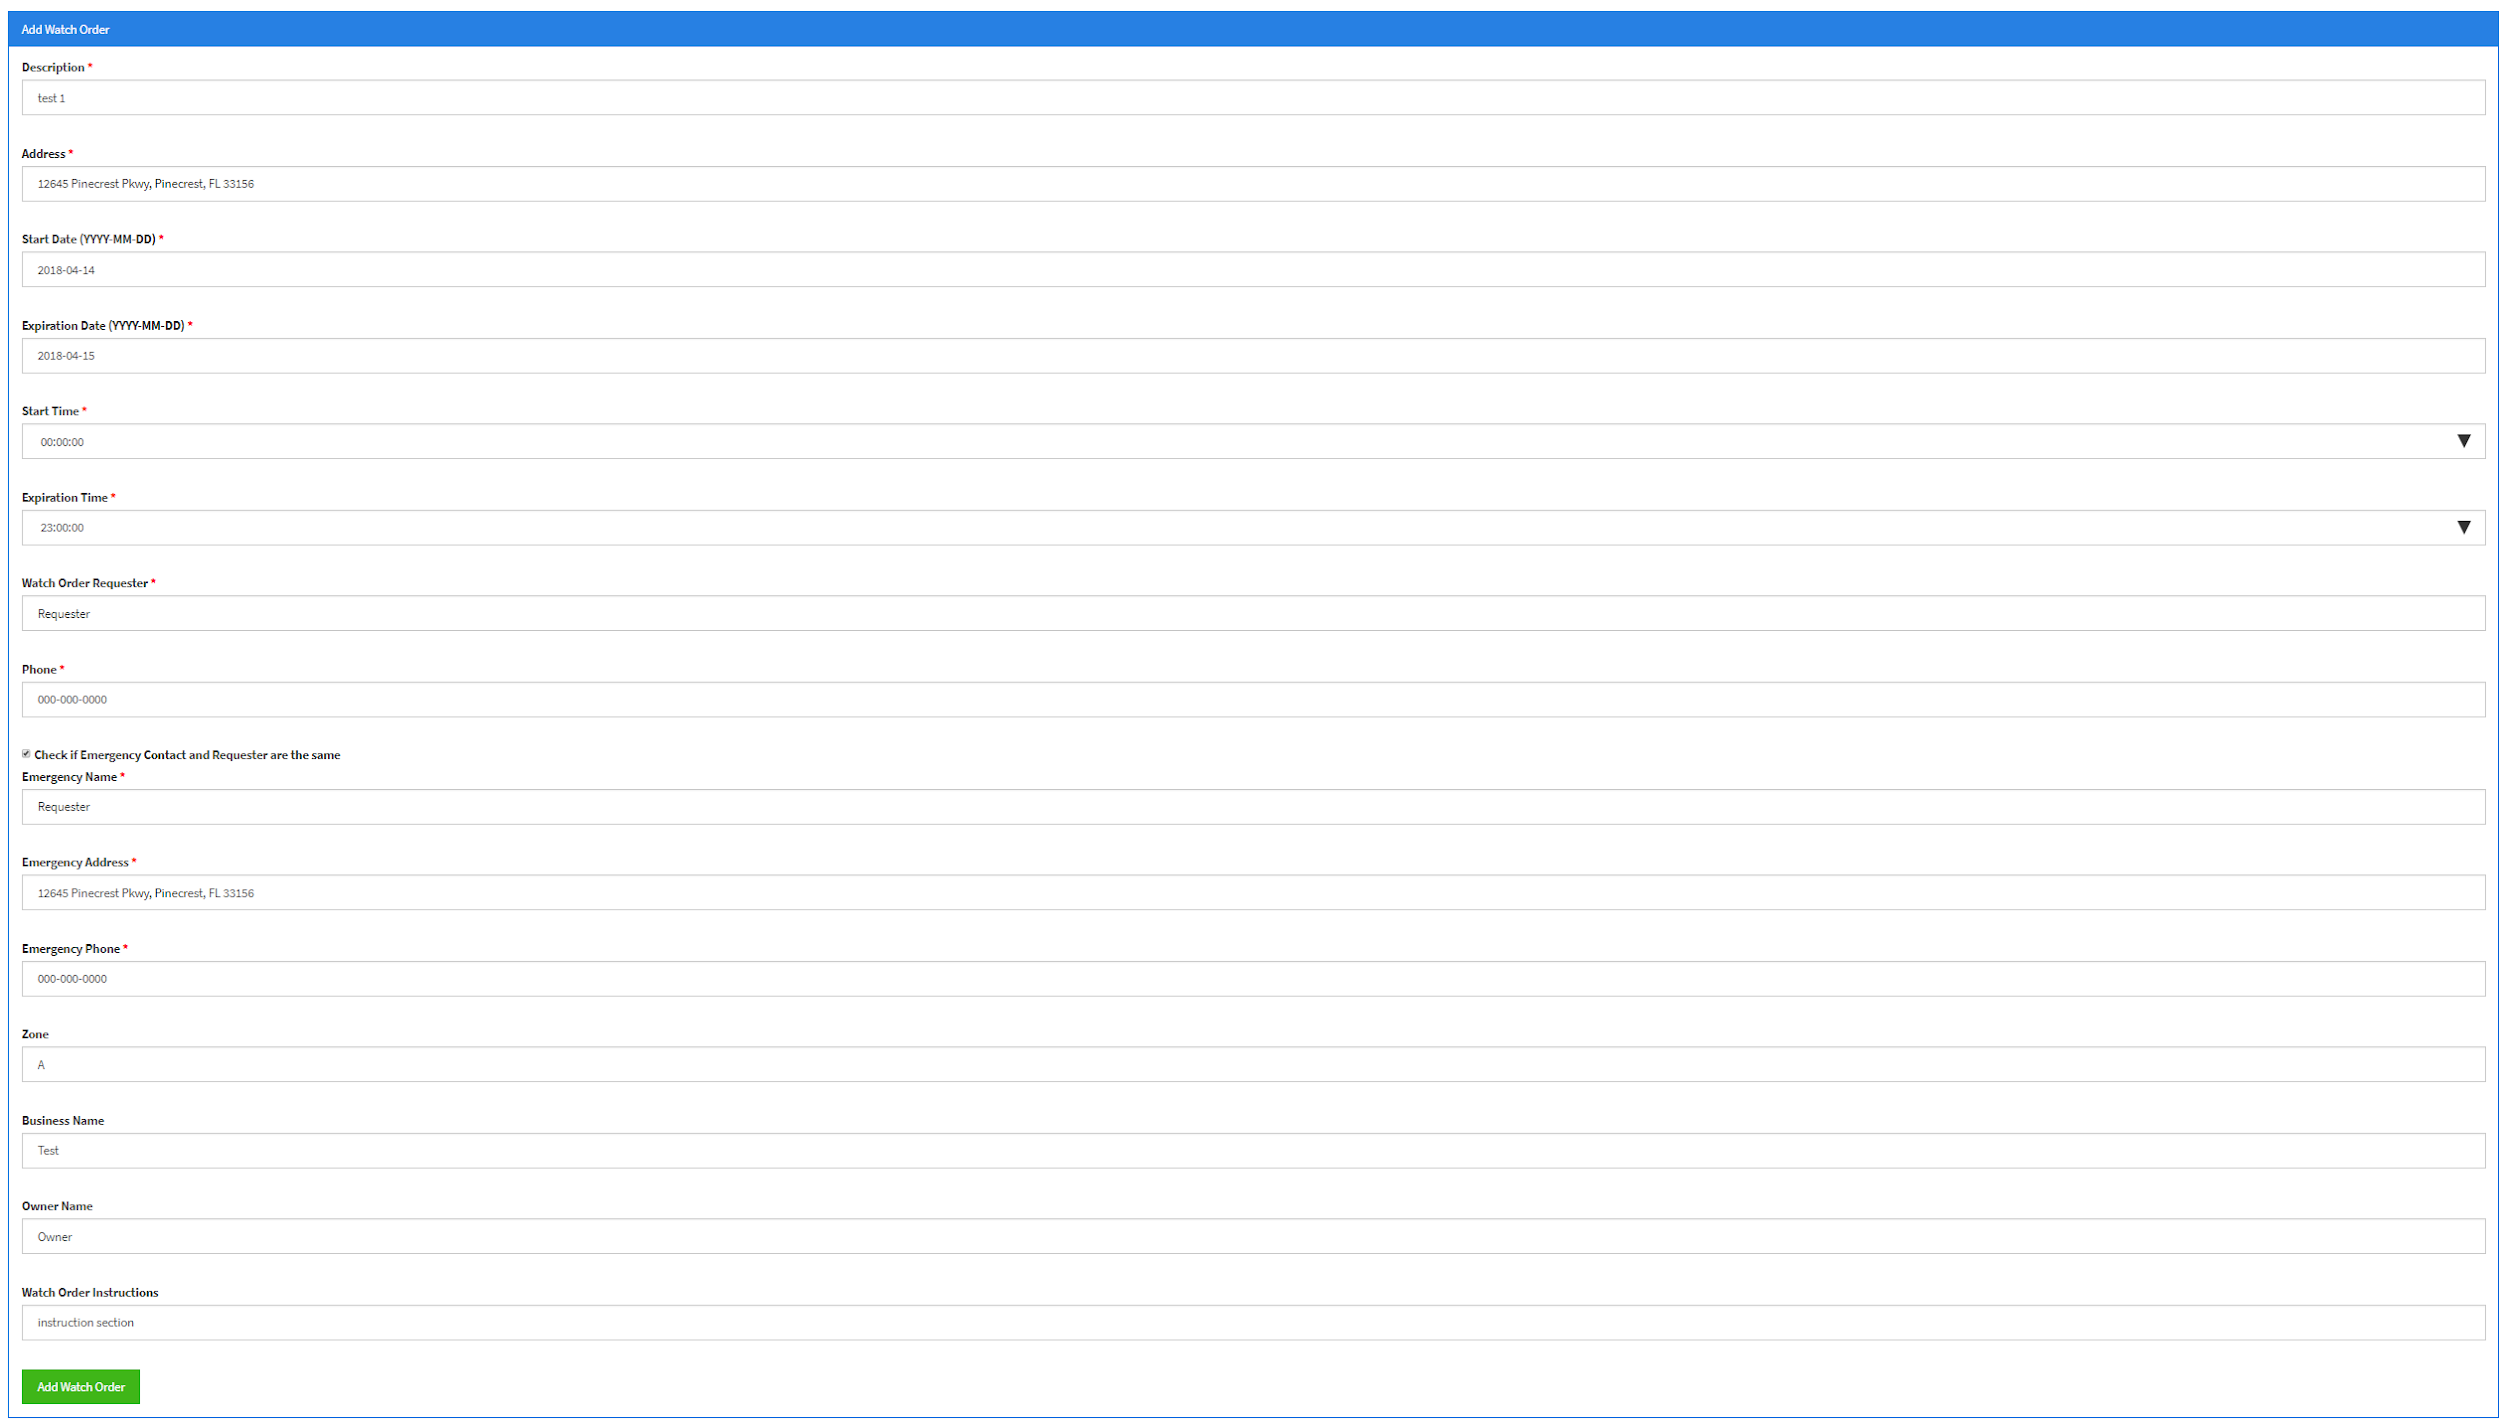 Add Watch Order
Description *
test 1
Address *
12645 Pinecrest Pkwy, Pinecrest, FL 33156
Start Date (YYYY-MM-DD) *
2018-04-14
Expiration Date (YYYY-MM-DD) *
2018-04-15
Start Time *
00:00:00
Expiration Time *
23:00:00
Watch Order Requester *
Requester
Phone *
000-000-0000
Check if Emergency Contact and Requester are the same
Emergency Name *
Requester
Emergency Address *
12645 Pinecrest Pkwy, Pinecrest, FL 33156
Emergency Phone *
000-000-0000
Zone
A
Business Name
Test
Owner Name
Owner
Watch Order Instructions
instruction section
Add Watch Order